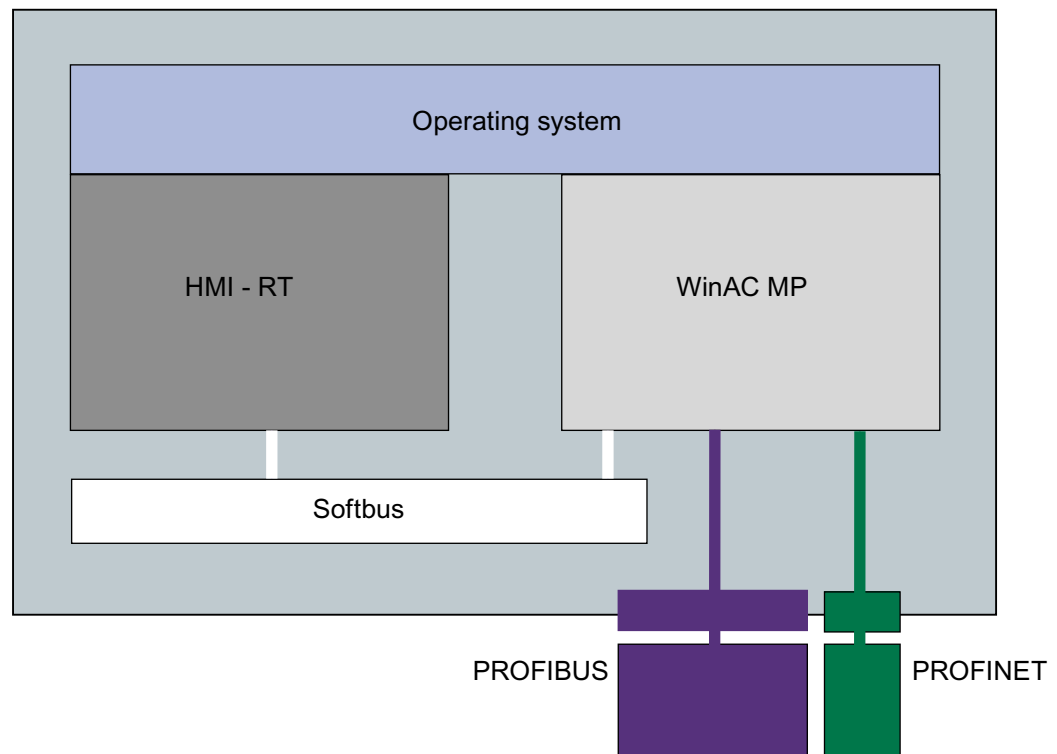 Operating system
HMI - RT
WinAC MP
Softbus
PROFIBUS
PROFINET